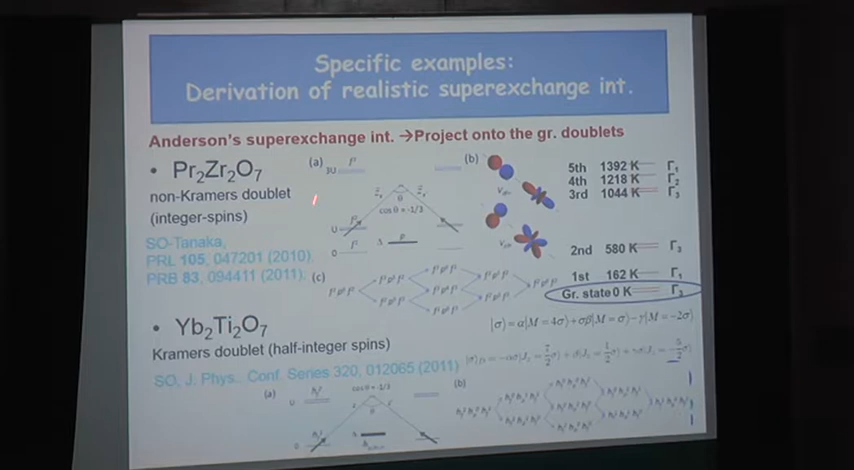 Specific examples:
Derivation of realistic superexchange int.
Anderson's superexchange int. →Project onto the gr. doublets
• Pr₂Zr₂O₇
non-Kramers doublet
(integer-spins)
SO-Tanaka,
PRL 105, 047201 (2010).
PRB 83, 094411 (2011).
(a)
cos θ = -1/3
θ
U
0
Δ
p
(b)
(c)
5th 1392 K Γ₁
4th 1218 K Γ₂
3rd 1044 K Γ₃
2nd 580 K Γ₃
1st 162 K Γ₁
Gr. state 0 K Γ₃
|σ⟩ = α|M = 4σ⟩ + σβ|M = σ⟩ − γ|M = −2σ⟩
• Yb₂Ti₂O₇
Kramers doublet (half-integer spins)
SO, J. Phys.. Conf. Series 320, 012065 (2011)
(a)
cos θ = -1/3
θ
U
0
Δ
(b)